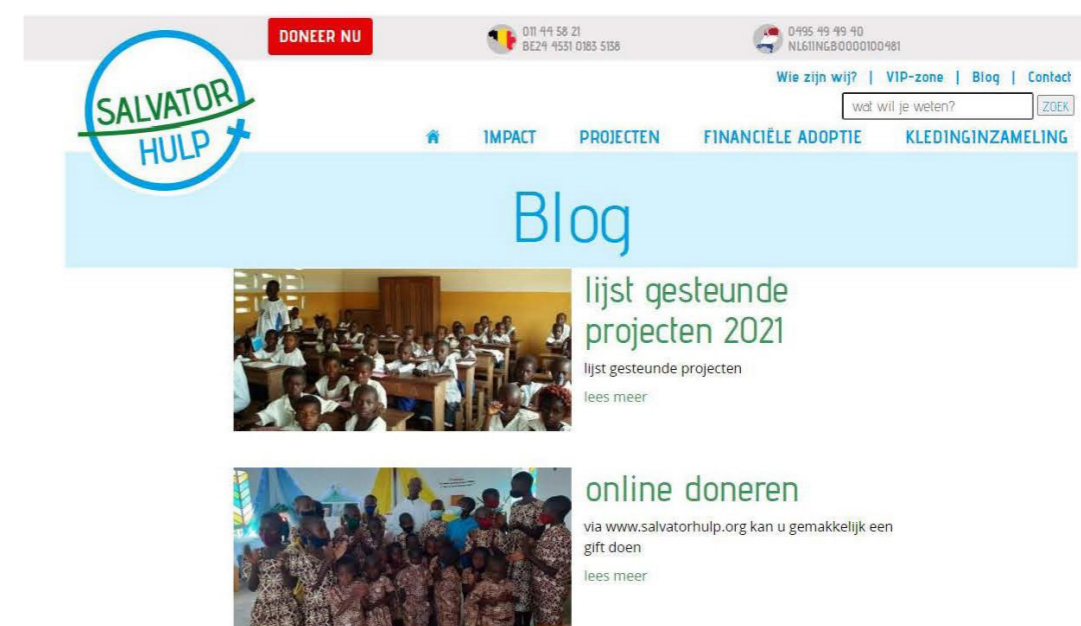 DONEER NU
011 44 58 21
BE24 4531 0183 5138
0495 49 49 40
NL61INGB0000100481
Wie zijn wij? | VIP-zone | Blog | Contact
wat wil je weten? ZOEK
SALVATOR
HULP
IMPACT PROJECTEN FINANCIËLE ADOPTIE KLEDINGINZAMELING
Blog
lijst gesteunde
projecten 2021
lijst gesteunde projecten
lees meer
online doneren
via www.salvatorhulp.org kan u gemakkelijk een
gift doen
lees meer